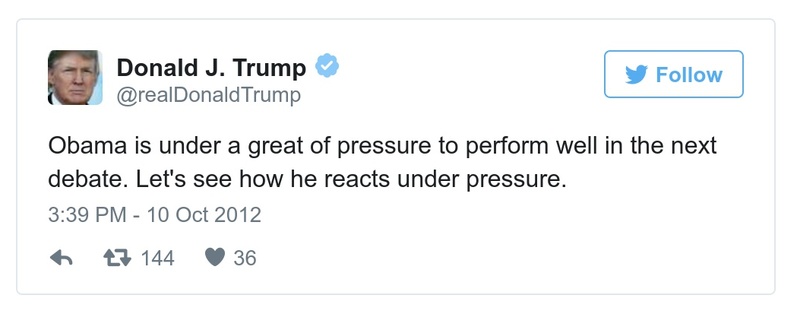 Donald J. Trump
@realDonaldTrump
Follow
Obama is under a great of pressure to perform well in the next
debate. Let's see how he reacts under pressure.
3:39 PM - 10 Oct 2012
144 36